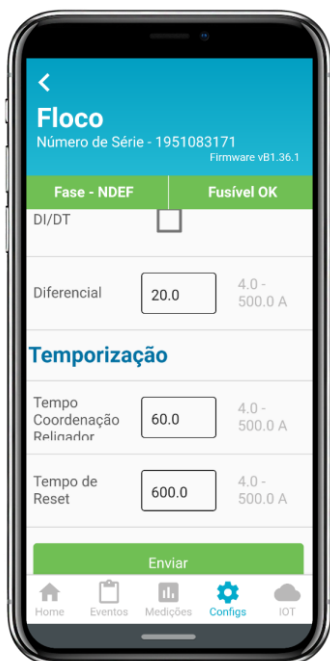 Floco
Número de Série - 1951083171
Firmware vB1.36.1
Fase - NDEF
Fusível OK
DI/DT
Diferencial
20.0
4.0 -
500.0 A
Temporização
Tempo
Coordenação
Religador
60.0
4.0 -
500.0 A
Tempo de
Reset
600.0
4.0 -
500.0 A
Enviar
Home
Eventos
Medições
Configs
IOT